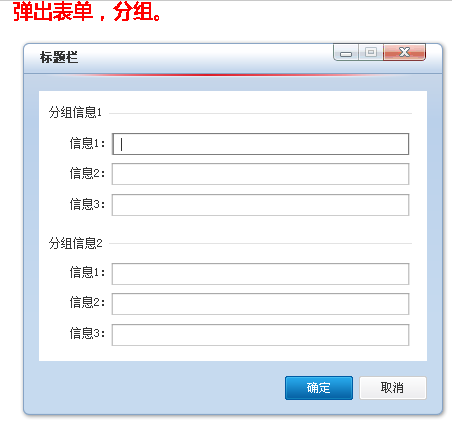 弹出表单，分组。
标题栏
分组信息1
信息1：
信息2：
信息3：
分组信息2
信息1：
信息2：
信息3：
确定 取消